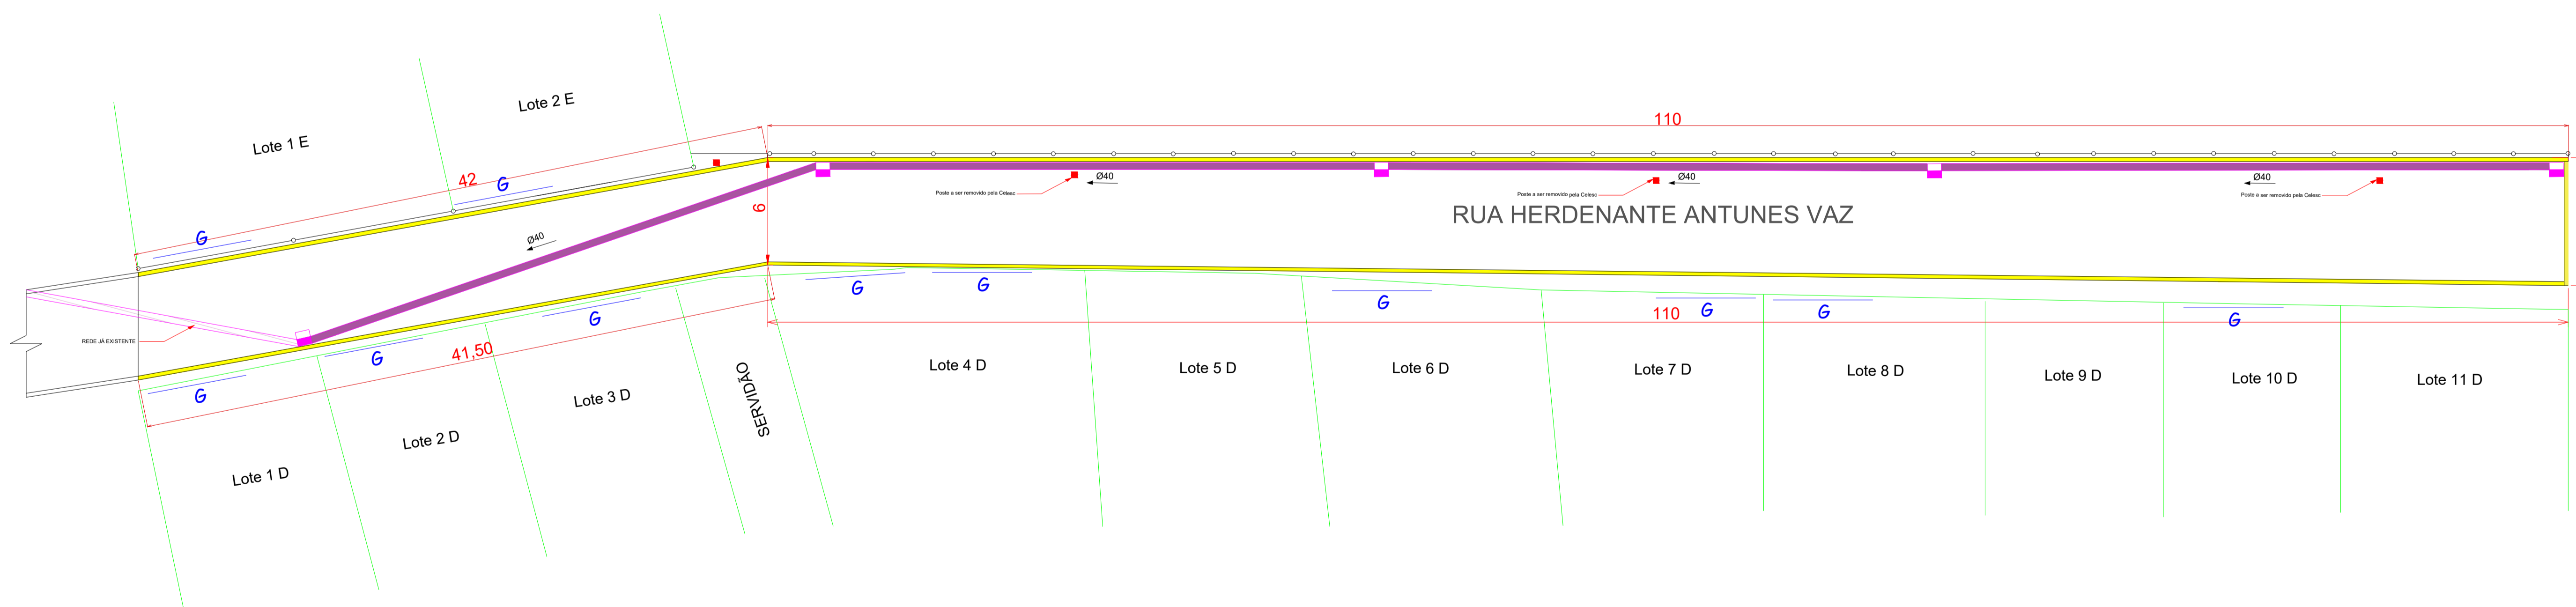 Lote 1 E
Lote 2 E
42
G
G
110
Ø40
Ø40
Ø40
Ø40
Poste a ser removido pela Celesc
Poste a ser removido pela Celesc
Poste a ser removido pela Celesc
6
RUA HERDENANTE ANTUNES VAZ
REDE JÁ EXISTENTE
G
G
G
G
G
G
G
G
G
41,50
110
Lote 1 D
Lote 2 D
Lote 3 D
SERVIDÃO
Lote 4 D
Lote 5 D
Lote 6 D
Lote 7 D
Lote 8 D
Lote 9 D
Lote 10 D
Lote 11 D